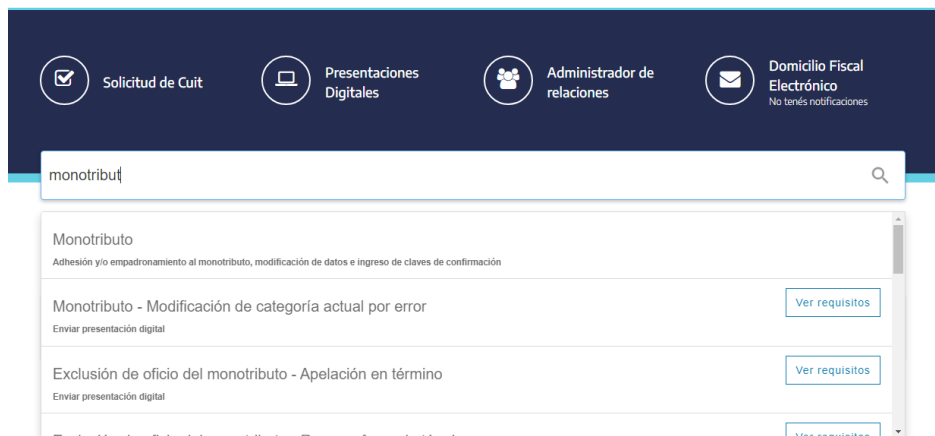 Solicitud de Cuit
Presentaciones
Digitales
Administrador de
relaciones
Domicilio Fiscal
Electrónico
No tenés notificaciones
monotribut
Monotributo
Adhesión y/o empadronamiento al monotributo, modificación de datos e ingreso de claves de confirmación
Monotributo - Modificación de categoría actual por error
Ver requisitos
Enviar presentación digital
Exclusión de oficio del monotributo - Apelación en término
Ver requisitos
Enviar presentación digital